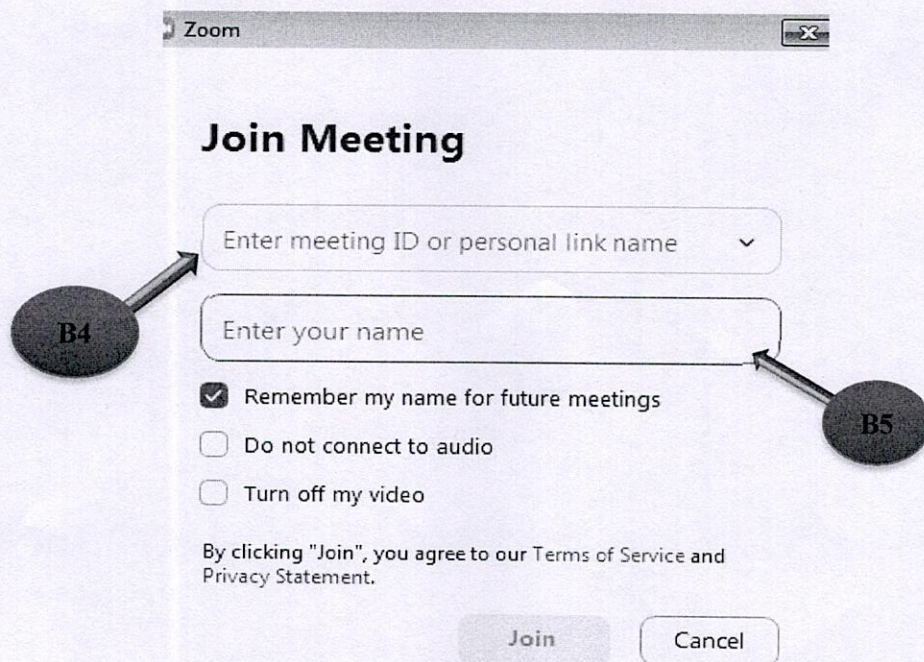 Zoom
Join Meeting
Enter meeting ID or personal link name
B4
Enter your name
Remember my name for future meetings
B5
Do not connect to audio
Turn off my video
By clicking "Join", you agree to our Terms of Service and
Privacy Statement.
Join Cancel